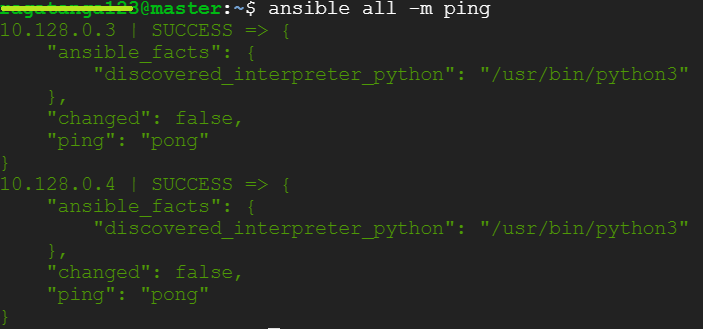 @master:~$ ansible all -m ping
10.128.0.3 | SUCCESS => {
    "ansible_facts": {
        "discovered_interpreter_python": "/usr/bin/python3"
    },
    "changed": false,
    "ping": "pong"
}
10.128.0.4 | SUCCESS => {
    "ansible_facts": {
        "discovered_interpreter_python": "/usr/bin/python3"
    },
    "changed": false,
    "ping": "pong"
}